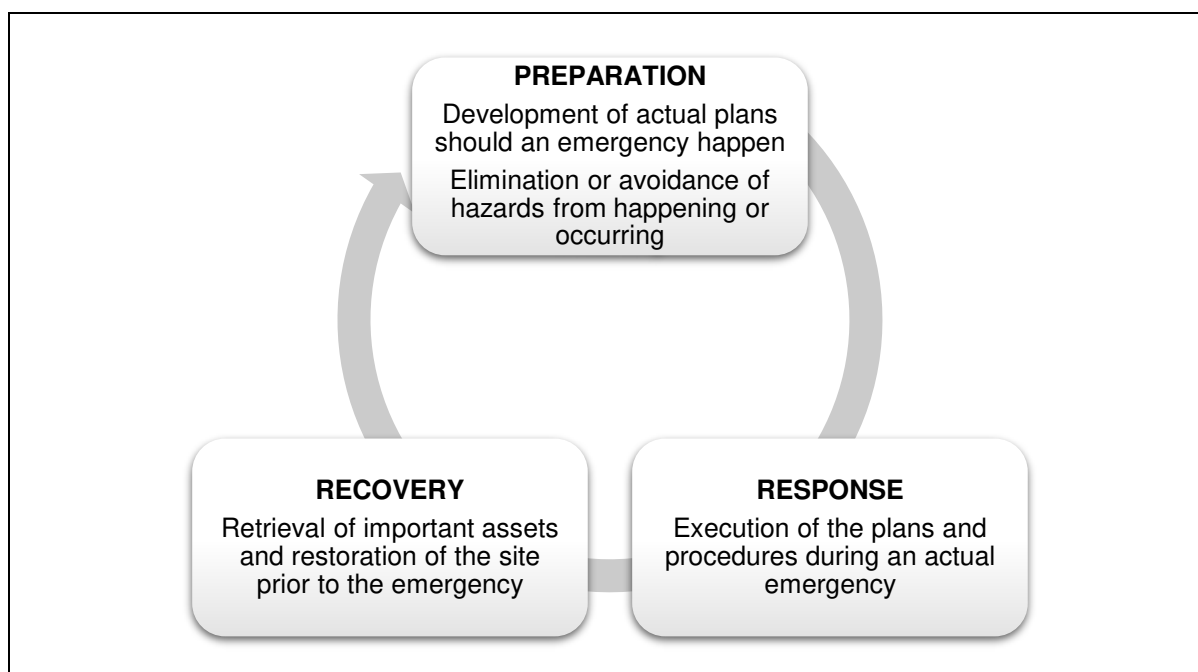 PREPARATION
Development of actual plans
should an emergency happen
Elimination or avoidance of
hazards from happening or
occurring
RECOVERY
Retrieval of important assets
and restoration of the site
prior to the emergency
RESPONSE
Execution of the plans and
procedures during an actual
emergency